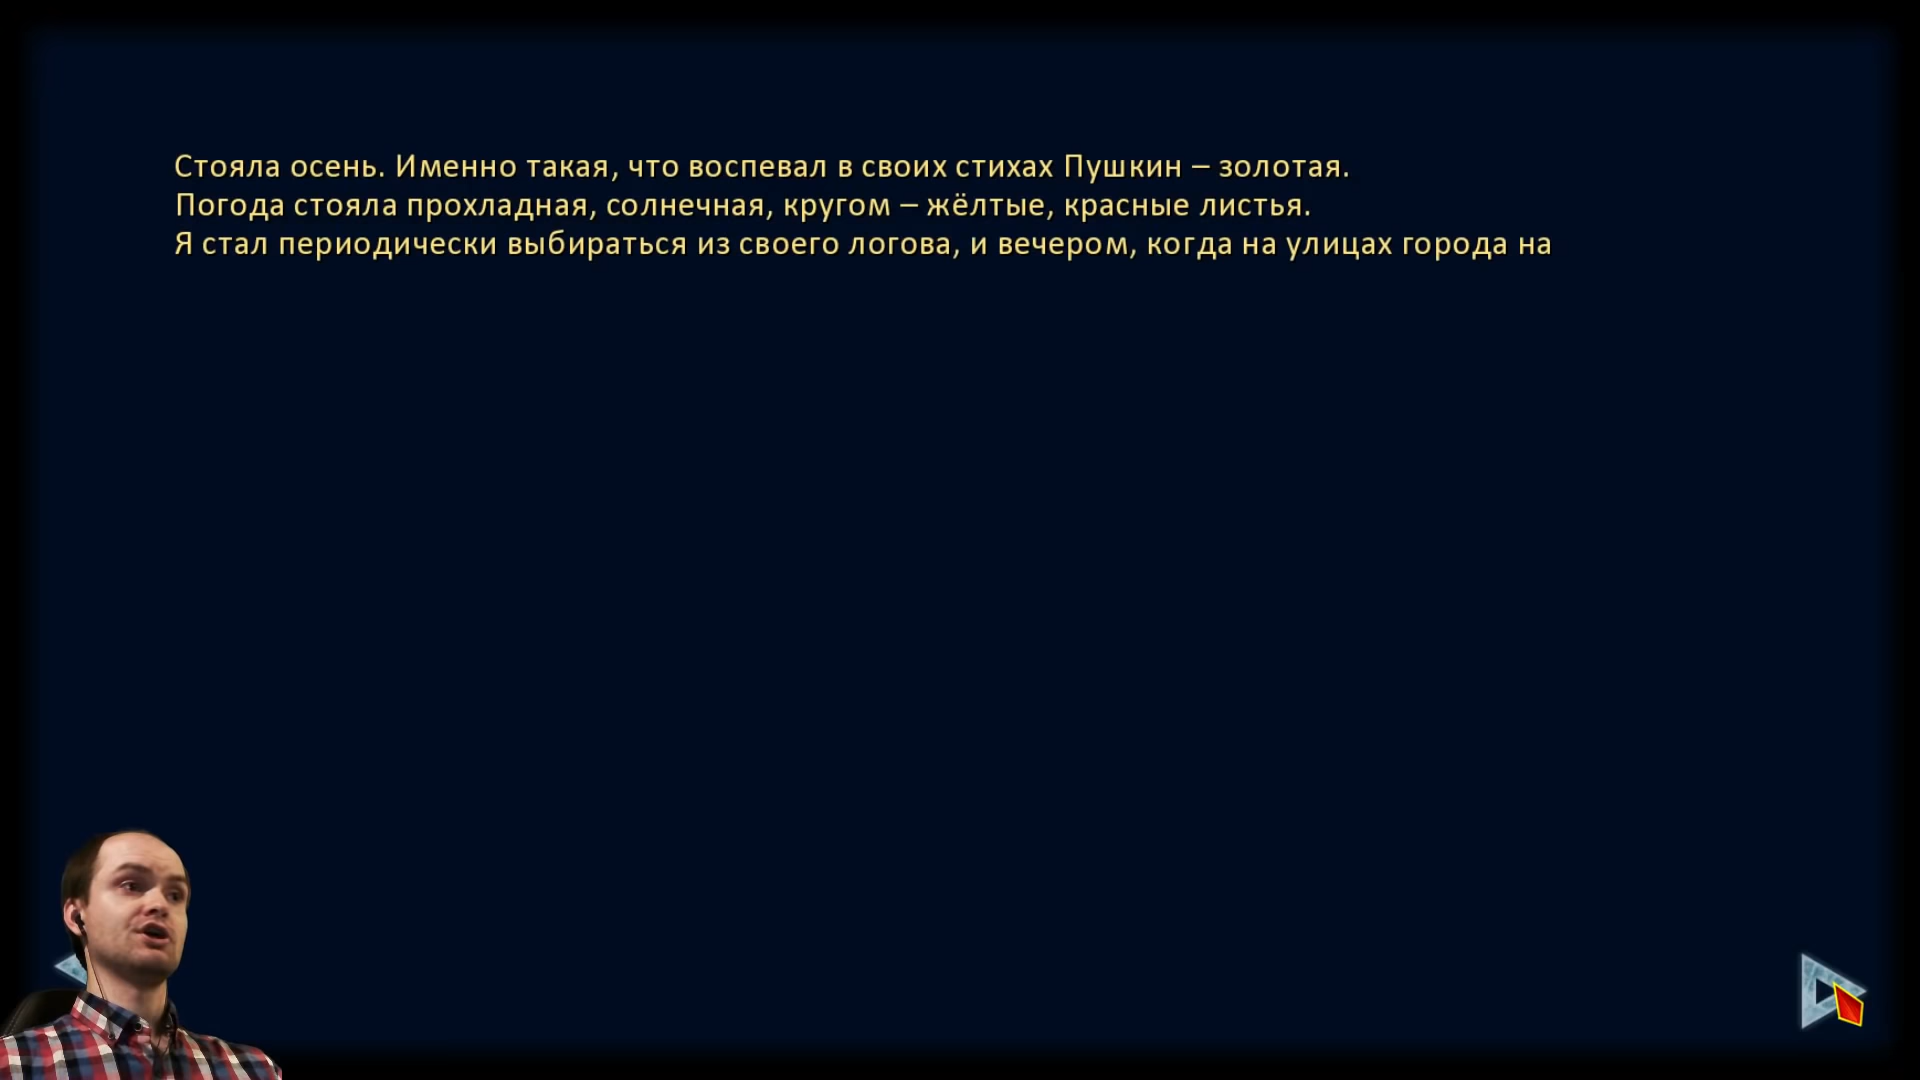 Стояла осень. Именно такая, что воспевал в своих стихах Пушкин – золотая.
Погода стояла прохладная, солнечная, кругом – жёлтые, красные листья.
Я стал периодически выбираться из своего логова, и вечером, когда на улицах города на